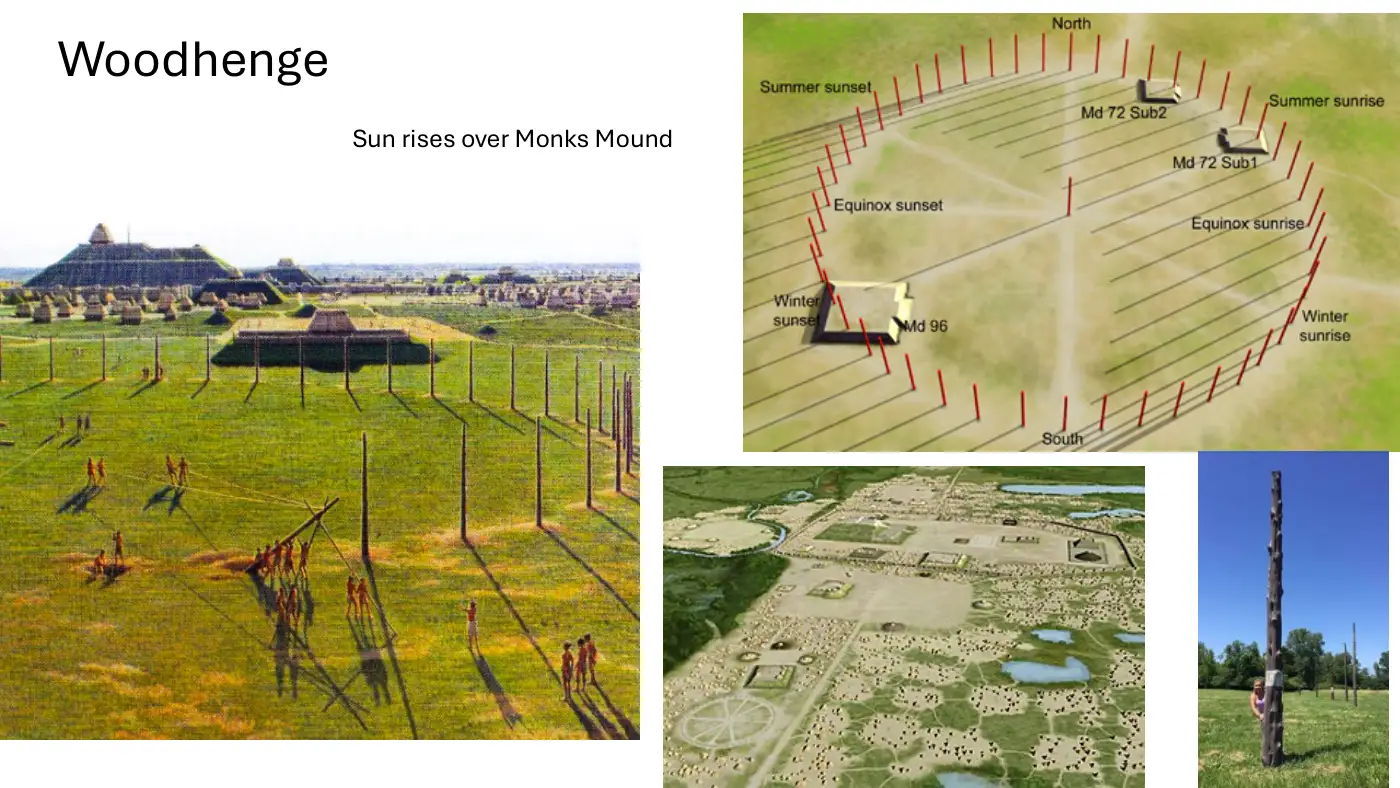 Woodhenge
Sun rises over Monks Mound
North
Summer sunset
Summer sunrise
Md 72 Sub2
Md 72 Sub1
Equinox sunset
Equinox sunrise
Winter
sunset
Md 96
Winter
sunrise
South